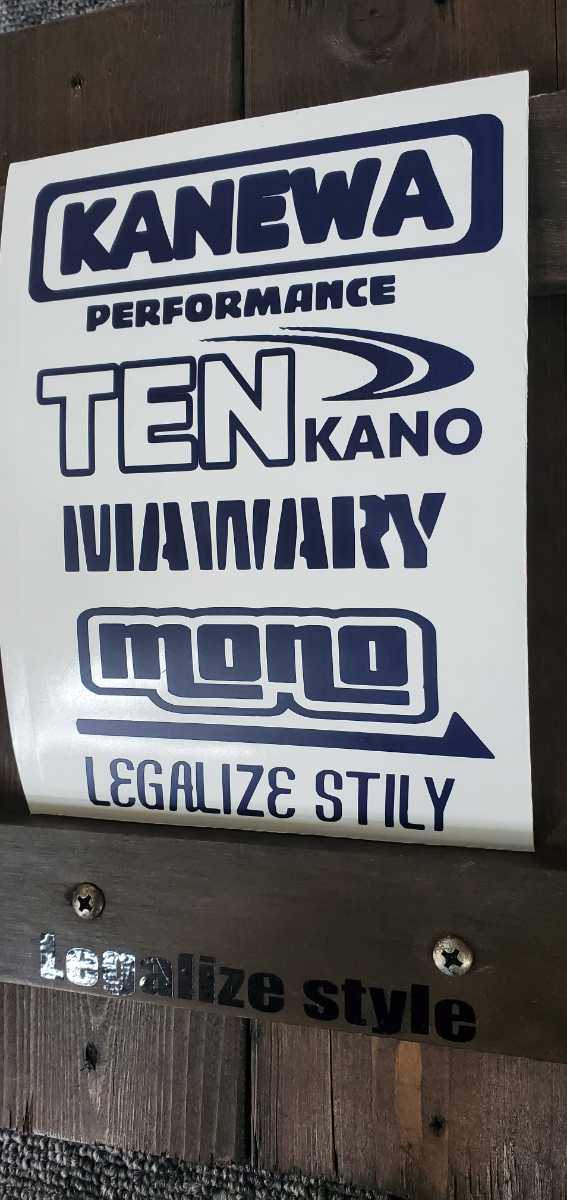 KANEWA
PERFORMANCE
TEN KANO
MAWARY
mono
LEGALIZE STILY
Legalize style